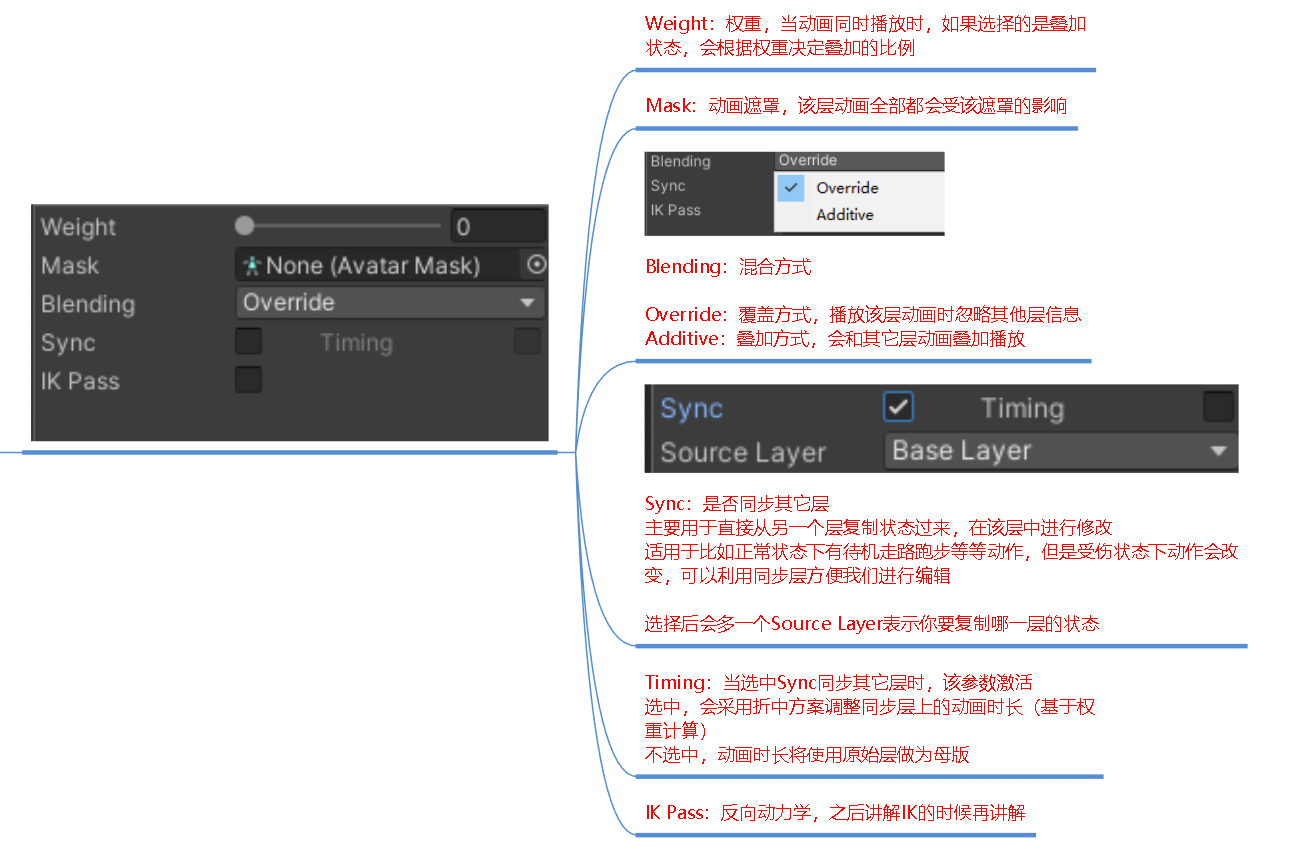 Weight
0
Mask
None (Avatar Mask)
Blending
Override
Sync
Timing
IK Pass
Weight：权重，当动画同时播放时，如果选择的是叠加
状态，会根据权重决定叠加的比例
Mask：动画遮罩，该层动画全部都会受该遮罩的影响
Blending
Override
Sync
Override
IK Pass
Additive
Blending：混合方式
Override：覆盖方式，播放该层动画时忽略其他层信息
Additive：叠加方式，会和其它层动画叠加播放
Sync
Timing
Source Layer
Base Layer
Sync：是否同步其它层
主要用于直接从另一个层复制状态过来，在该层中进行修改
适用于比如正常状态下有待机走路跑步等等动作，但是受伤状态下动作会改
变，可以利用同步层方便我们进行编辑
选择后会多一个Source Layer表示你要复制哪一层的状态
Timing：当选中Sync同步其它层时，该参数激活
选中，会采用折中方案调整同步层上的动画时长（基于权
重计算）
不选中，动画时长将使用原始层做为母版
IK Pass：反向动力学，之后讲解IK的时候再讲解